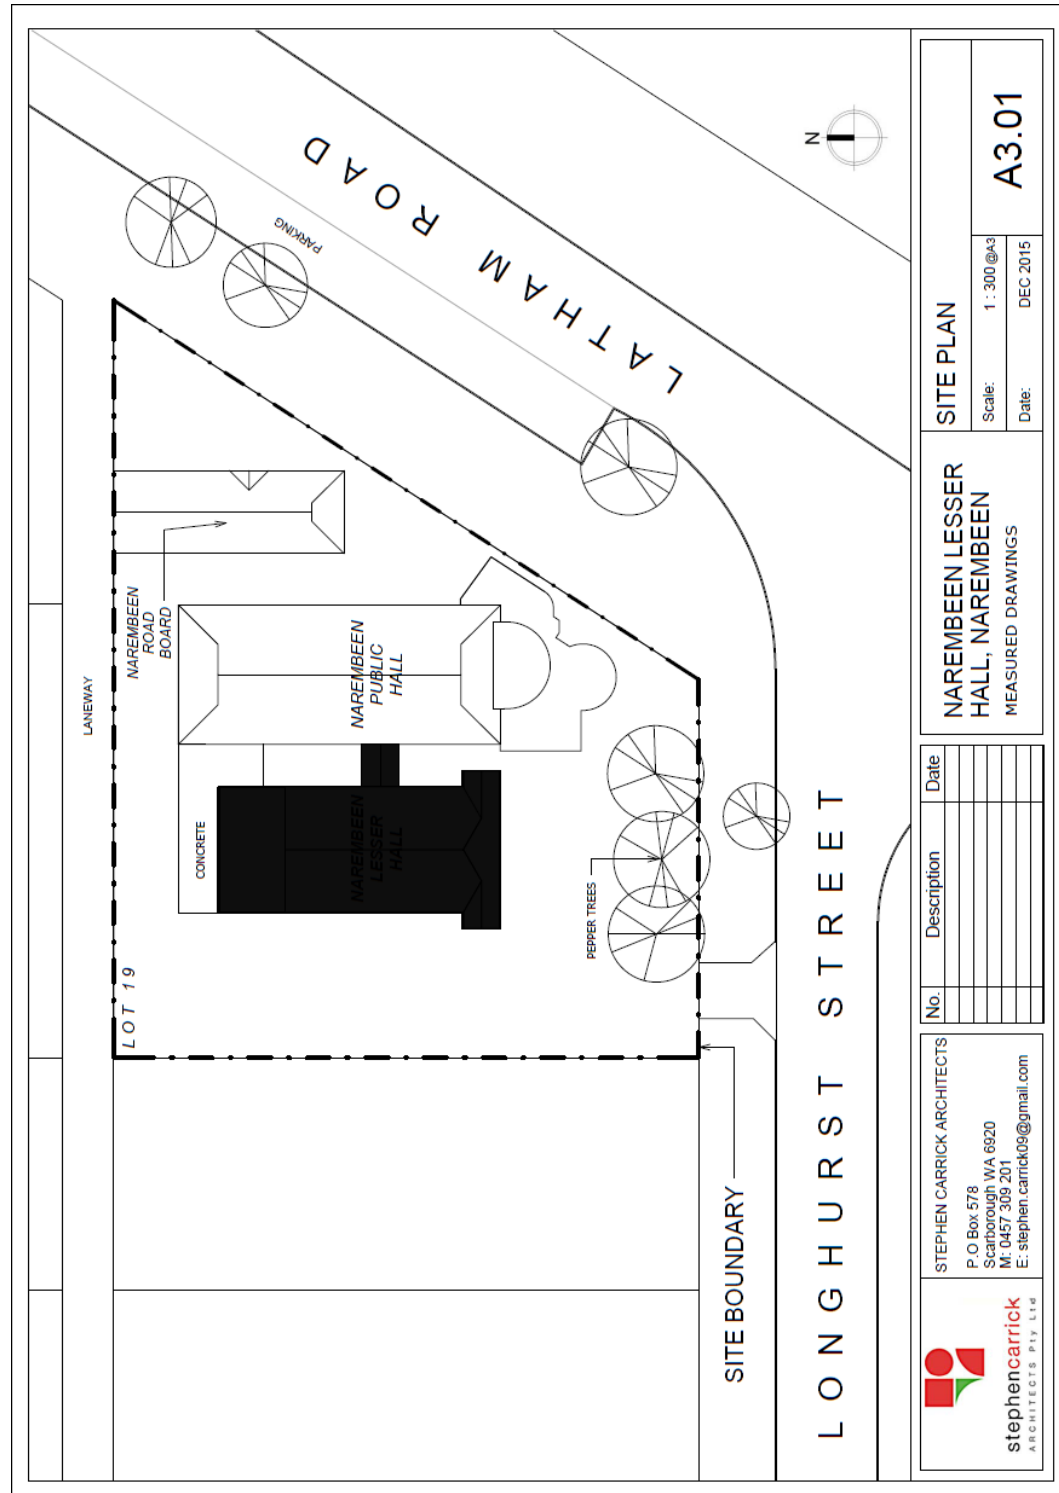 LATHAM ROAD
PARKING
N
LANEWAY
NAREMBEEN
ROAD
BOARD
NAREMBEEN
PUBLIC
HALL
CONCRETE
NAREMBEEN
LESSER
HALL
PEPPER TREES
LOT 19
SITE BOUNDARY
LONGHURST STREET
stephencarrick
ARCHITECTS Pty Ltd
STEPHEN CARRICK ARCHITECTS
P.O Box 578
Scarborough WA 6920
M: 0457 309 201
E: stephen.carrick09@gmail.com
No. Description Date
NAREMBEEN LESSER
HALL, NAREMBEEN
MEASURED DRAWINGS
SITE PLAN
Scale: 1 : 300 @A3
Date: DEC 2015
A3.01